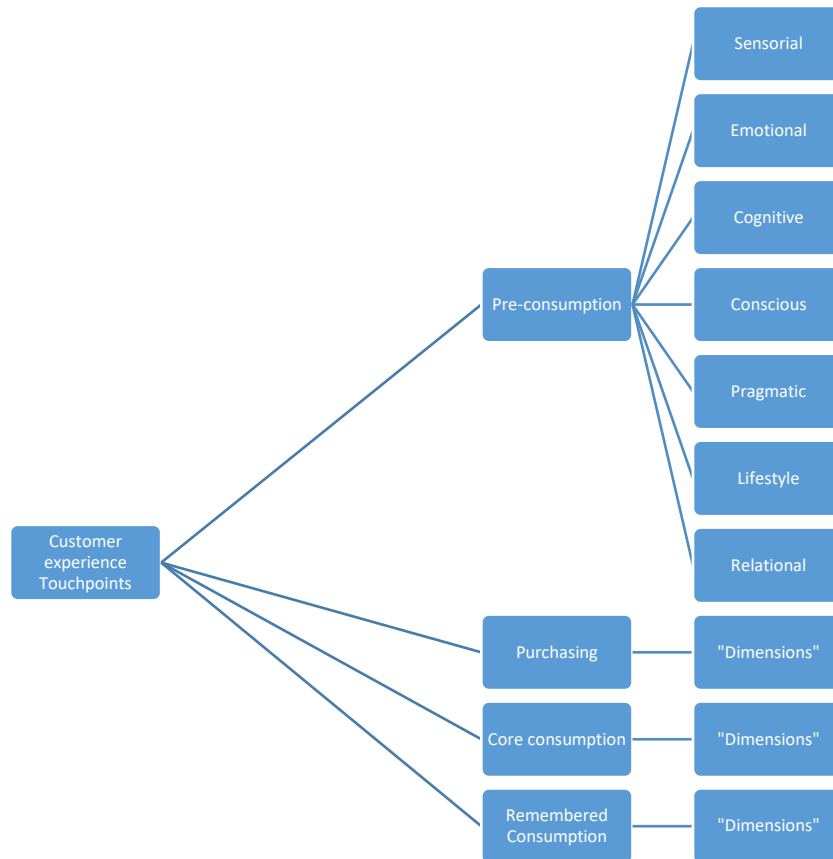 Sensorial
Emotional
Cognitive
Pre-consumption
Conscious
Pragmatic
Lifestyle
Customer
experience
Touchpoints
Relational
Purchasing
"Dimensions"
Core consumption
"Dimensions"
Remembered
Consumption
"Dimensions"